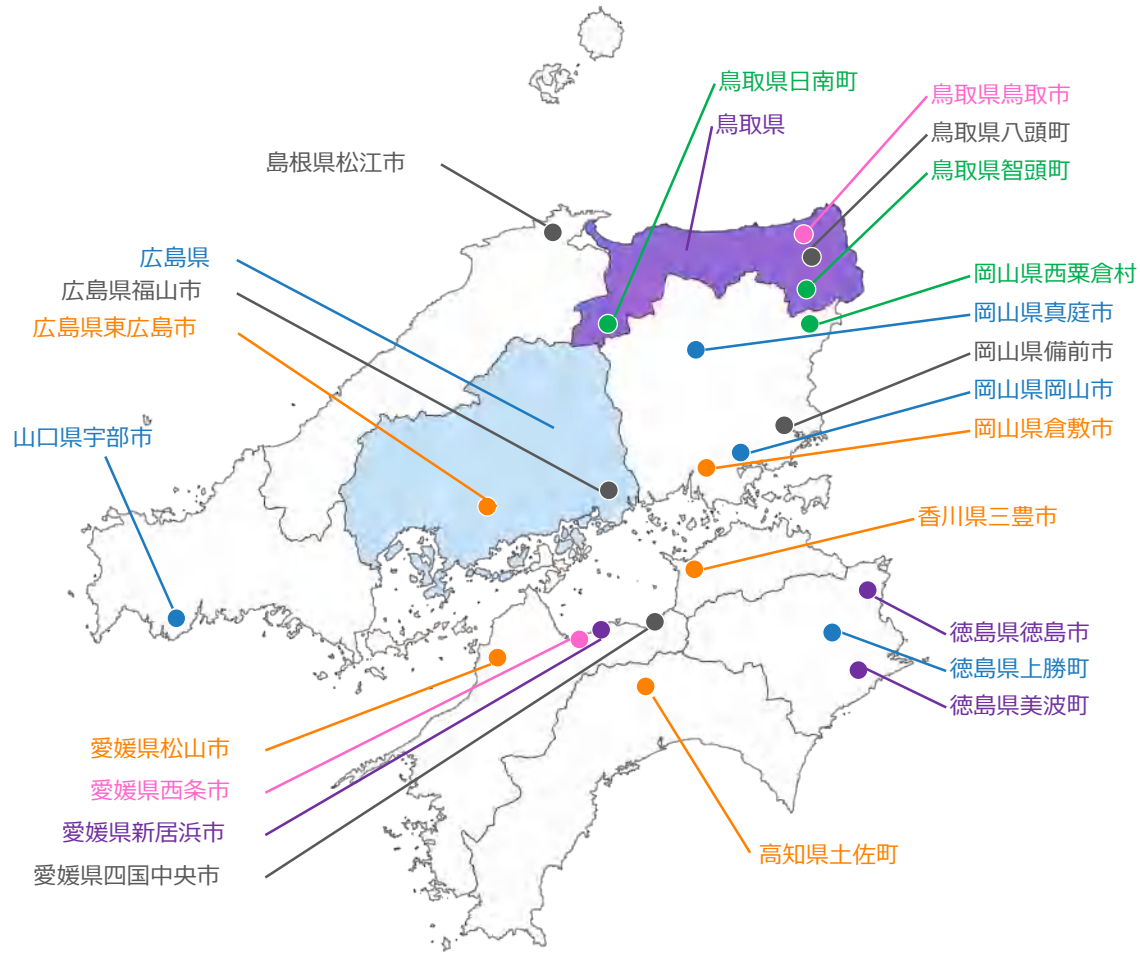 鳥取県日南町
鳥取県鳥取市
鳥取県
鳥取県八頭町
島根県松江市
鳥取県智頭町
広島県
岡山県西粟倉村
広島県福山市
岡山県真庭市
広島県東広島市
岡山県備前市
岡山県岡山市
岡山県倉敷市
山口県宇部市
香川県三豊市
徳島県徳島市
徳島県上勝町
徳島県美波町
愛媛県松山市
愛媛県西条市
愛媛県新居浜市
高知県土佐町
愛媛県四国中央市